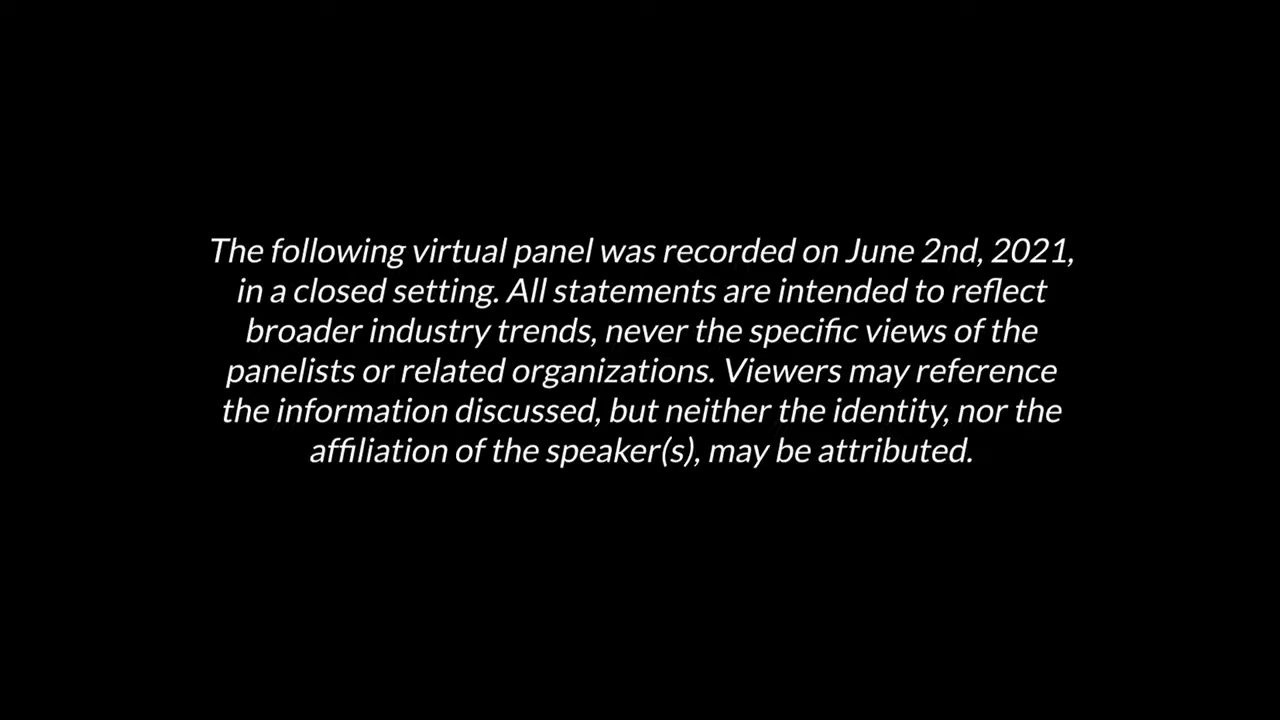 The following virtual panel was recorded on June 2nd, 2021,
in a closed setting. All statements are intended to reflect
broader industry trends, never the specific views of the
panelists or related organizations. Viewers may reference
the information discussed, but neither the identity, nor the
affiliation of the speaker(s), may be attributed.